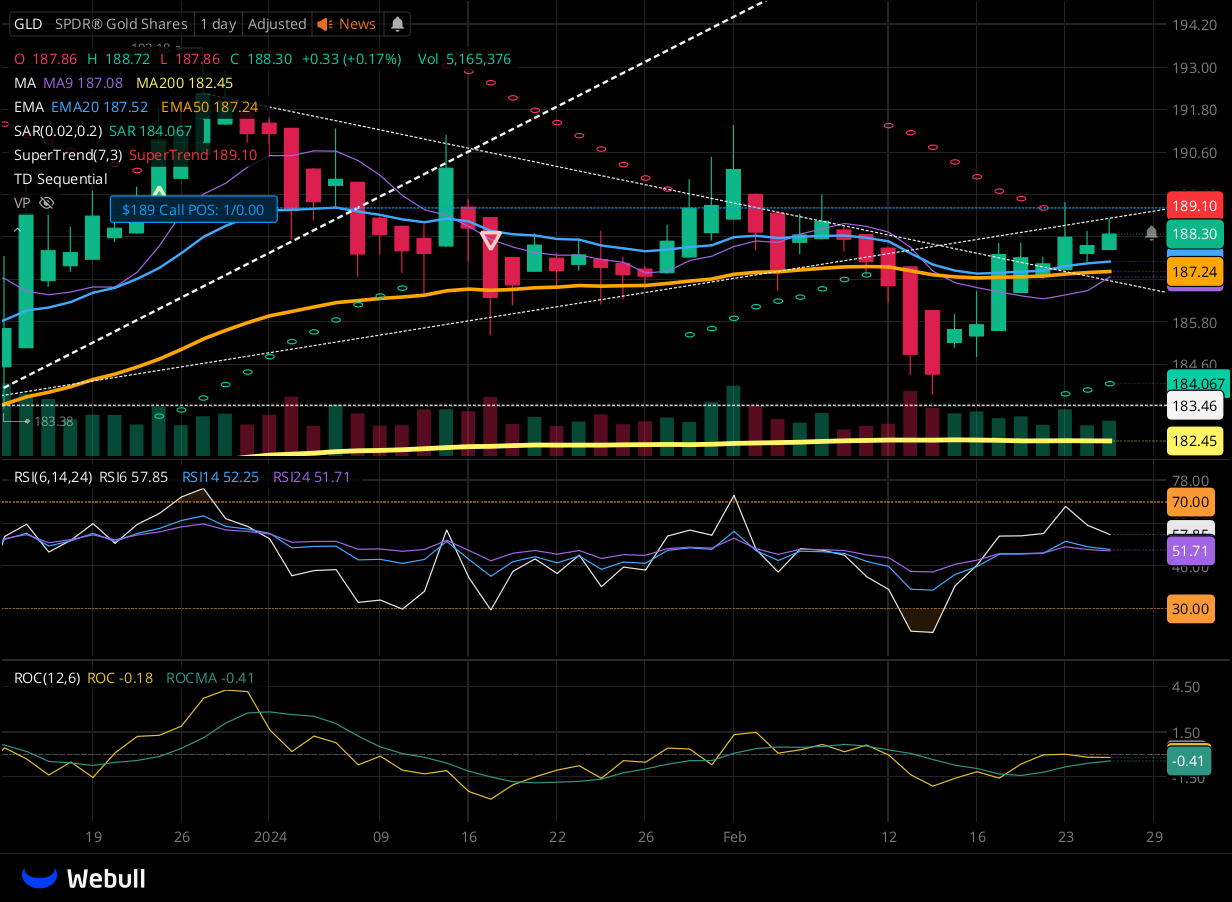 GLD SPDR® Gold Shares 1 day Adjusted News
193.18
O 187.86 H 188.72 L 187.86 C 188.30 +0.33 (+0.17%) Vol 5,165,376
MA MA9 187.08 MA200 182.45
EMA EMA20 187.52 EMA50 187.24
SAR(0.02,0.2) SAR 184.067
SuperTrend(7,3) SuperTrend 189.10
TD Sequential
VP
$189 Call POS: 1/0.00
183.38
194.20
193.00
191.80
190.60
189.10
188.30
187.24
185.80
184.60
184.067
183.46
182.45
RSI(6,14,24) RSI6 57.85 RSI14 52.25 RSI24 51.71
78.00
70.00
57.85
51.71
40.00
30.00
ROC(12,6) ROC -0.18 ROCMA -0.41
4.50
1.50
-0.41
-1.50
19 26 2024 09 16 22 26 Feb 12 16 23 29
Webull